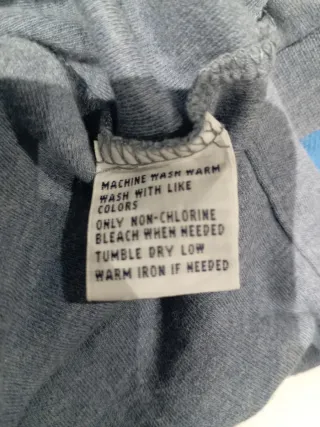 MACHINE WASH WARM
WASH WITH LIKE
COLORS
ONLY NON-CHLORINE
BLEACH WHEN NEEDED
TUMBLE DRY LOW
WARM IRON IF NEEDED